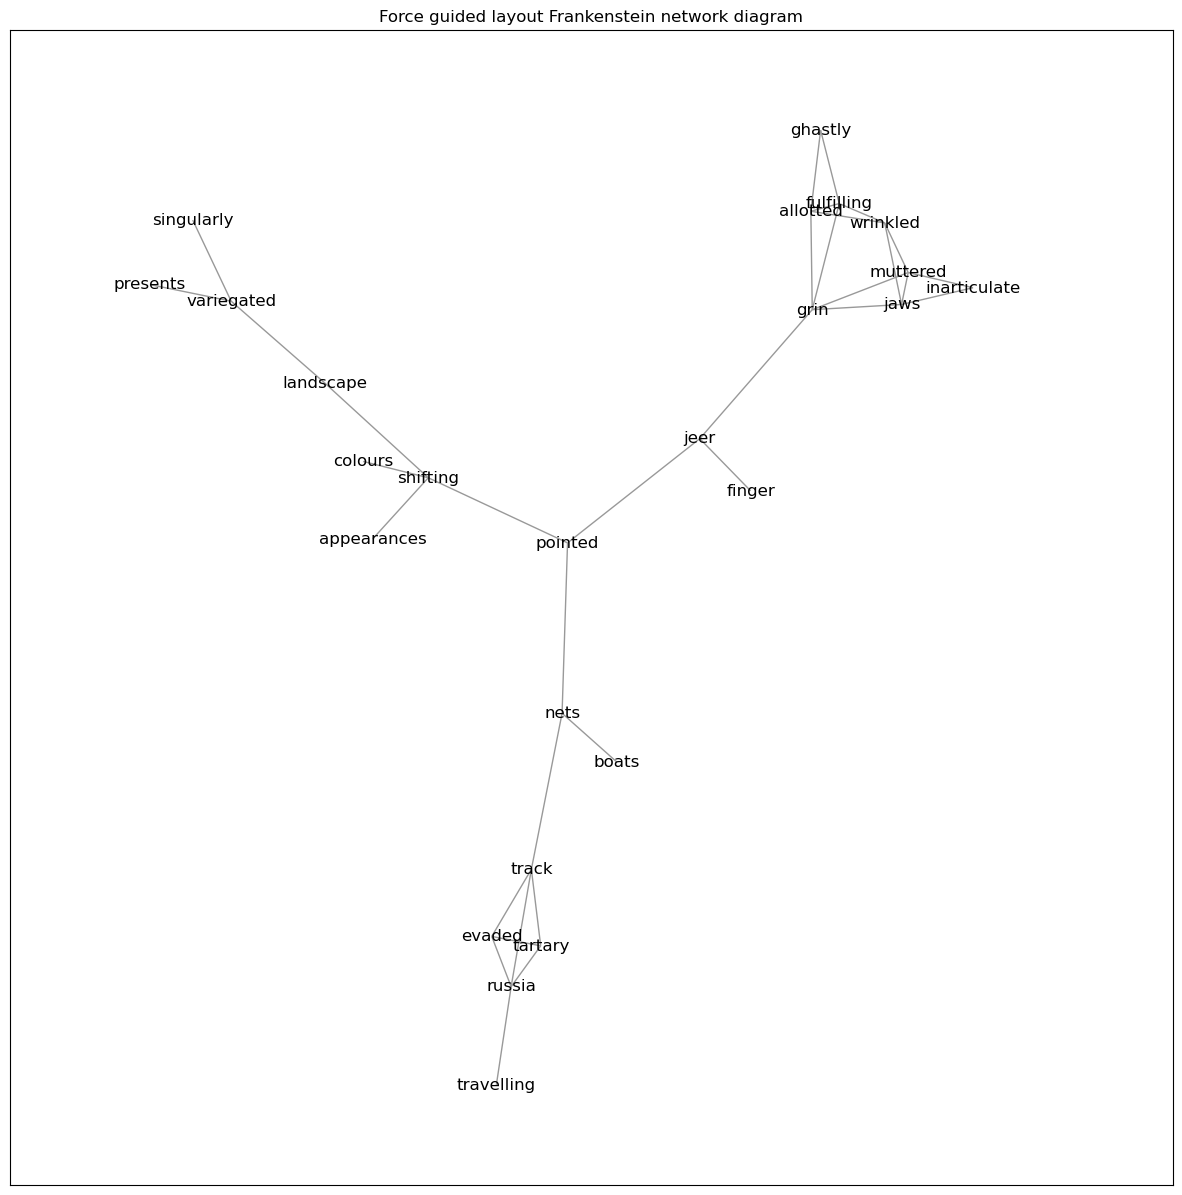 Force guided layout Frankenstein network diagram
ghastly
fulfilling
allotted
singularly
wrinkled
muttered
presents
inarticulate
variegated
jaws
grin
landscape
jeer
colours
shifting
finger
appearances
pointed
nets
boats
track
evaded
tartary
russia
travelling